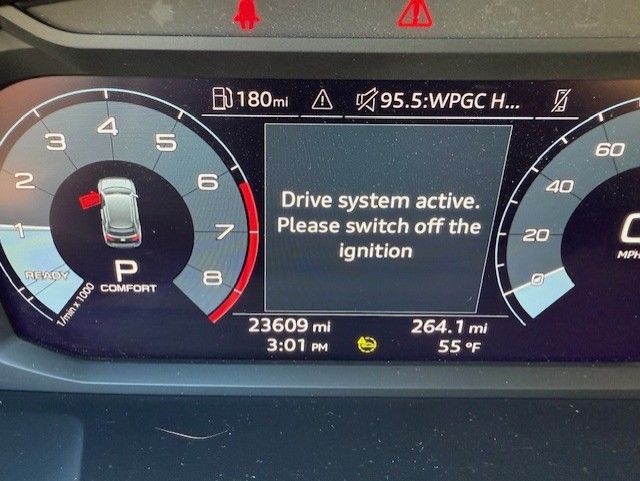 180mi
95.5:WPGC H...
1
2
3
4
5
6
7
8
READY
1/min x 1000
P
COMFORT
Drive system active.
Please switch off the
ignition
0
20
40
60
MPH
23609 mi
264.1 mi
3:01 PM
55 °F